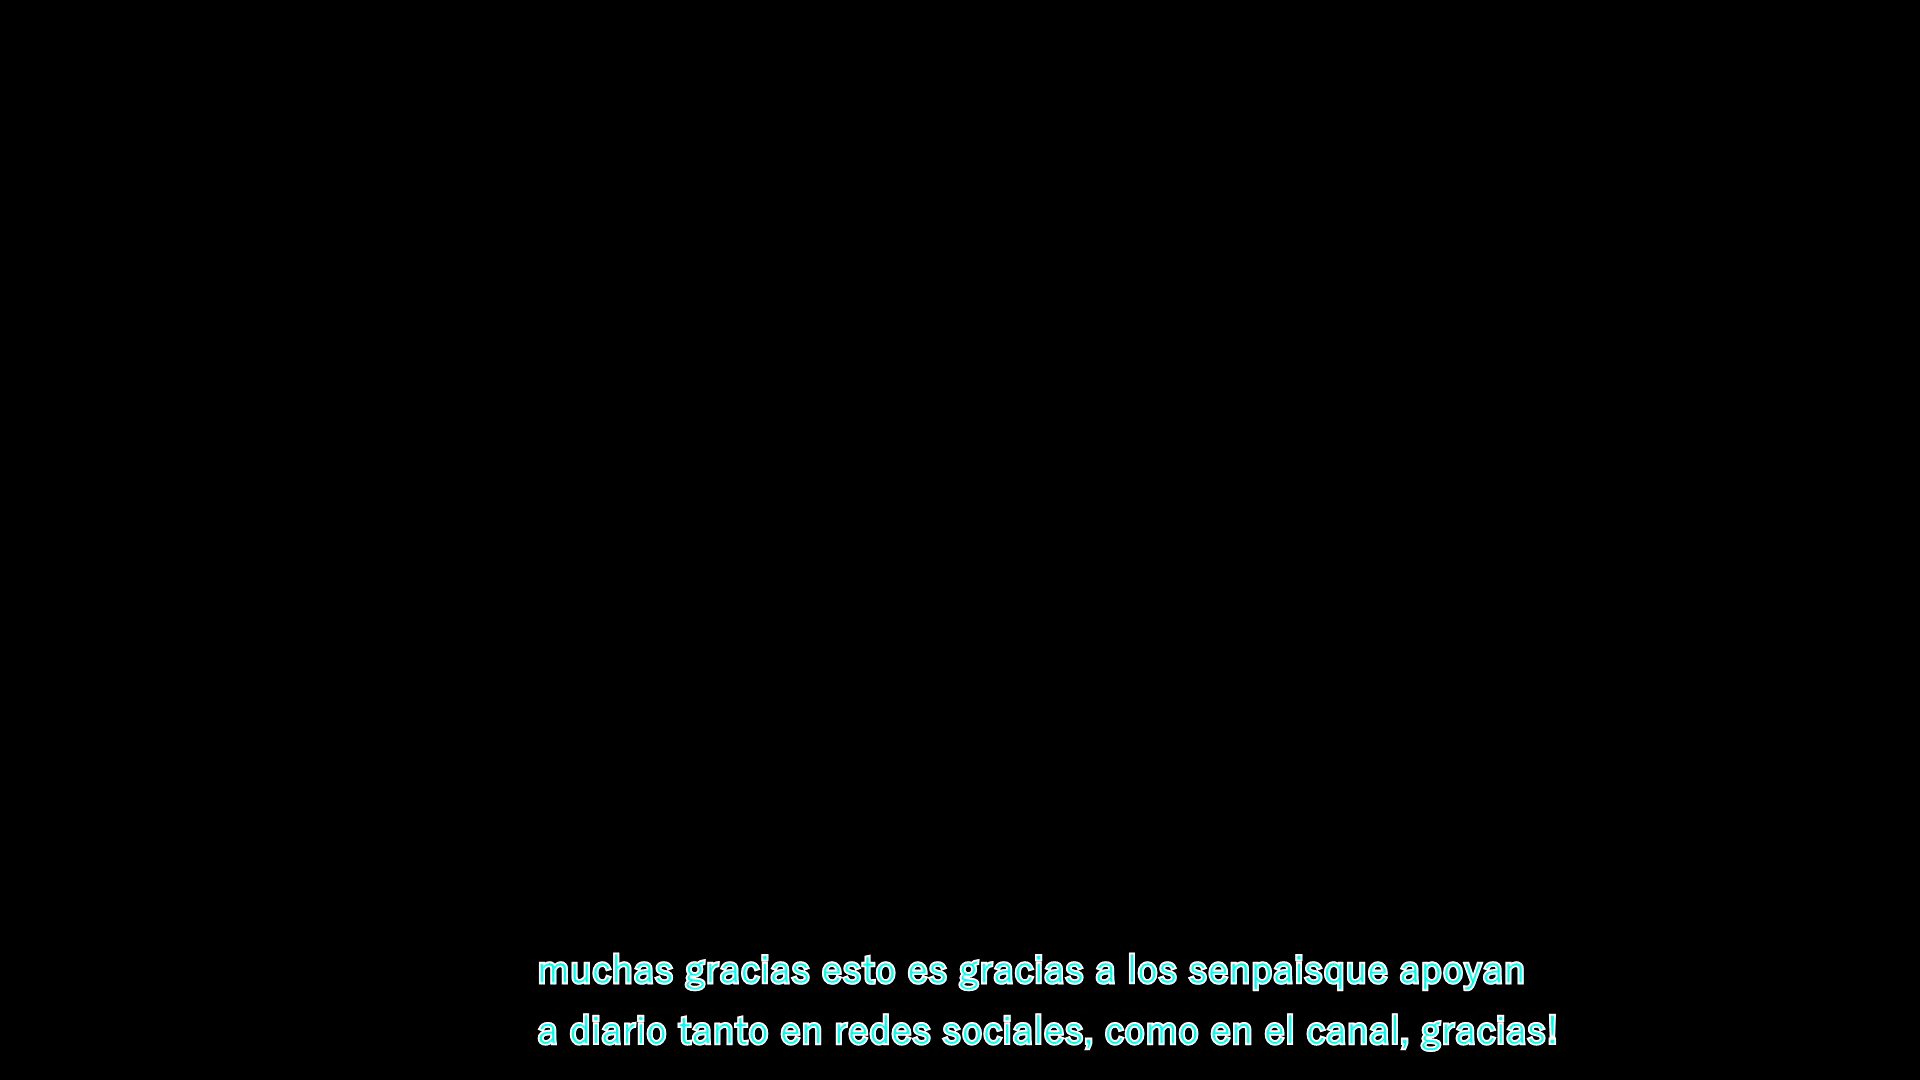 muchas gracias esto es gracias a los senpaisque apoyan
a diario tanto en redes sociales, como en el canal, gracias!